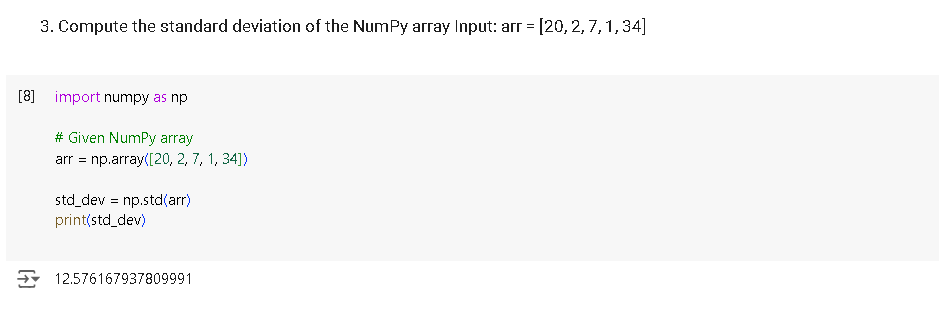 3. Compute the standard deviation of the NumPy array Input: arr = [20, 2, 7, 1, 34]
[8] import numpy as np
# Given NumPy array
arr = np.array([20, 2, 7, 1, 34])
std_dev = np.std(arr)
print(std_dev)
12.576167937809991